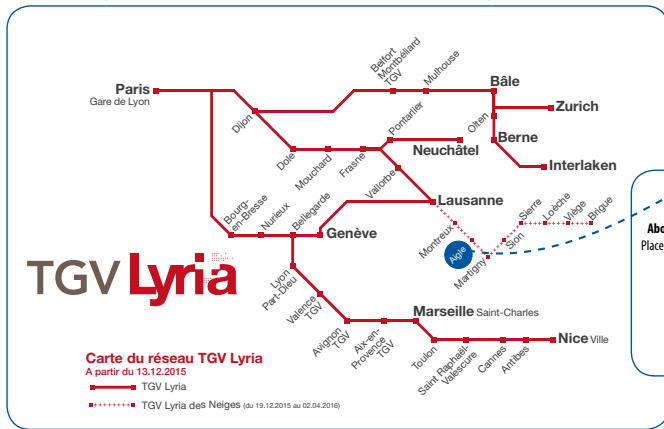 Paris
Gare de Lyon
Dijon
Belfort
Montbéliard
TGV
Mulhouse
Bâle
Zurich
Olten
Berne
Interlaken
Dole
Mouchard
Frasne
Pontarlier
Neuchâtel
Vallorbe
Lausanne
Bourg-
en-Bresse
Nurieux
Bellegarde
Genève
Montreux
Aigle
Martigny
Sion
Sierre
Loèche
Viège
Brigue
Abo
Place
TGV Lyria
Lyon
Part-Dieu
Valence
TGV
Avignon
TGV
Aix-en-
Provence TGV
Marseille Saint-Charles
Toulon
Saint Raphaël-
Valescure
Cannes
Antibes
Nice Ville
Carte du réseau TGV Lyria
A partir du 13.12.2015
TGV Lyria
TGV Lyria des Neiges (du 19.12.2015 au 02.04.2016)